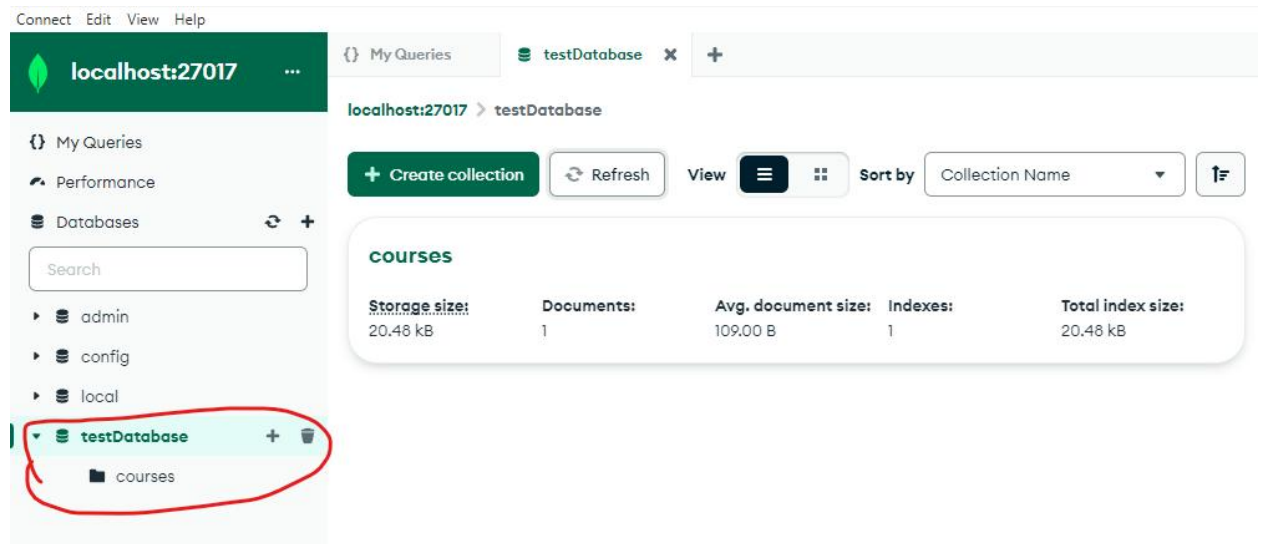 Connect Edit View Help
localhost:27017 ...
{} My Queries
Performance
Databases
Search
admin
config
local
testDatabase
courses
{} My Queries
testDatabase
localhost:27017 > testDatabase
+ Create collection
Refresh
View
Sort by
Collection Name
courses
Storage size: Documents: Avg. document size: Indexes: Total index size:
20.48 kB 1 109.00 B 1 20.48 kB